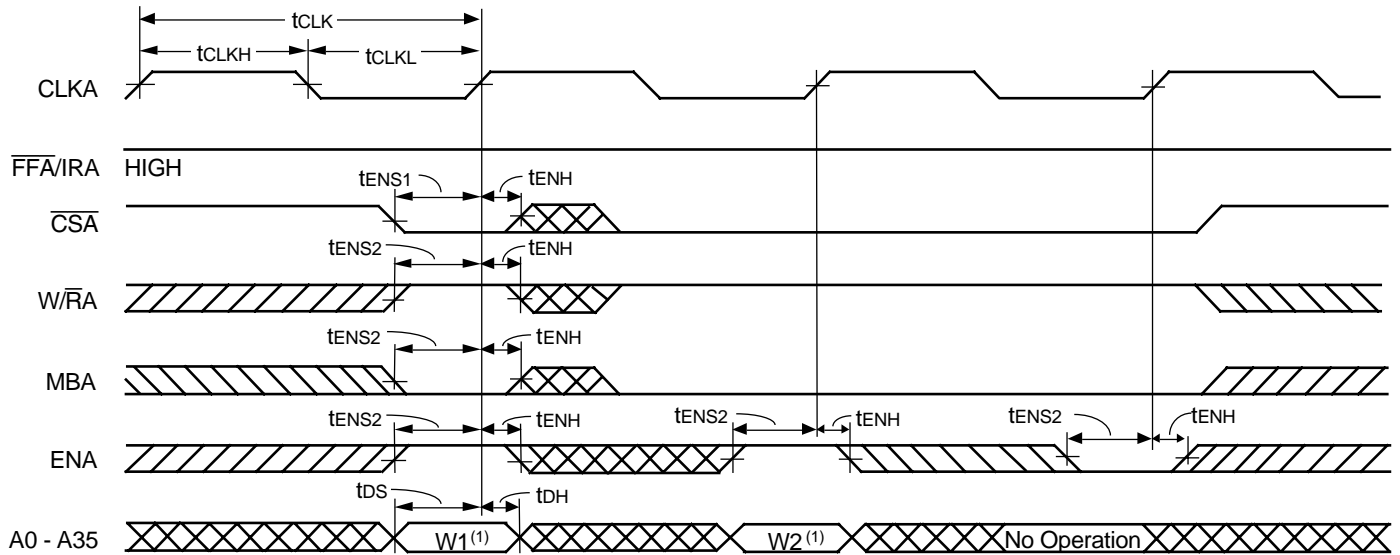 tCLK
tCLKH tCLKL
CLKA
FFA/IRA HIGH
tENS1 tENH
CSA
tENS2 tENH
W/RA
tENS2 tENH
MBA
tENS2 tENH tENS2 tENH tENS2 tENH
ENA
tDS tDH
A0 - A35 W1(1) W2(1) No Operation